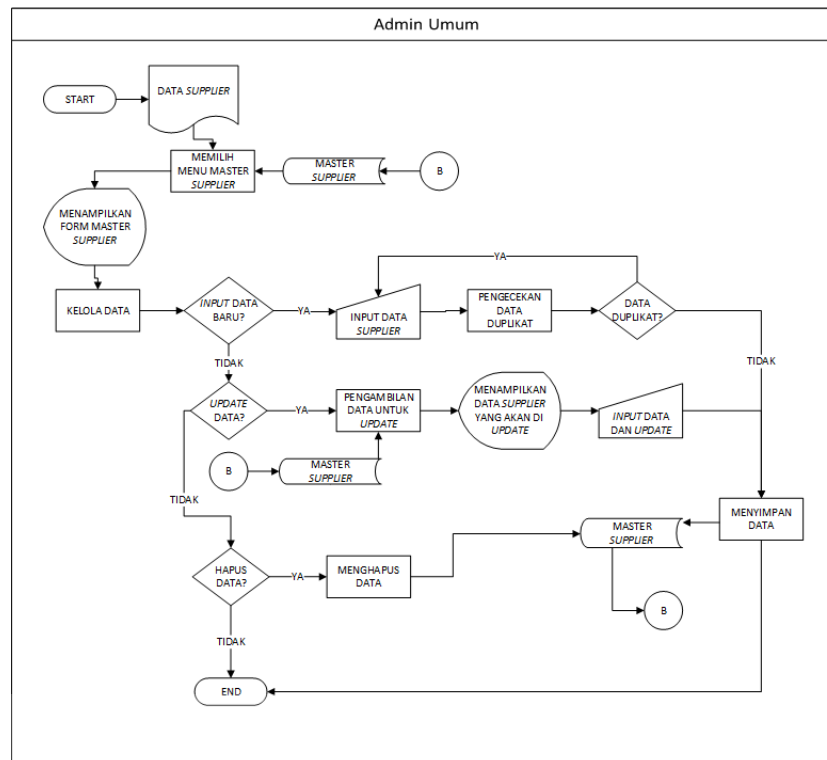 Admin Umum
START
DATA SUPPLIER
MEMILIH
MENU MASTER
SUPPLIER
MASTER
SUPPLIER
B
MENAMPILKAN
FORM MASTER
SUPPLIER
YA
KELOLA DATA
INPUT DATA
BARU?
YA
INPUT DATA
SUPPLIER
PENGECEKAN
DATA
DUPLIKAT
DATA
DUPLIKAT?
TIDAK
TIDAK
UPDATE
DATA?
YA
PENGAMBILAN
DATA UNTUK
UPDATE
MENAMPILKAN
DATA SUPPLIER
YANG AKAN DI
UPDATE
INPUT DATA
DAN UPDATE
B
MASTER
SUPPLIER
TIDAK
MASTER
SUPPLIER
MENYIMPAN
DATA
HAPUS
DATA?
YA
MENGHAPUS
DATA
B
TIDAK
END